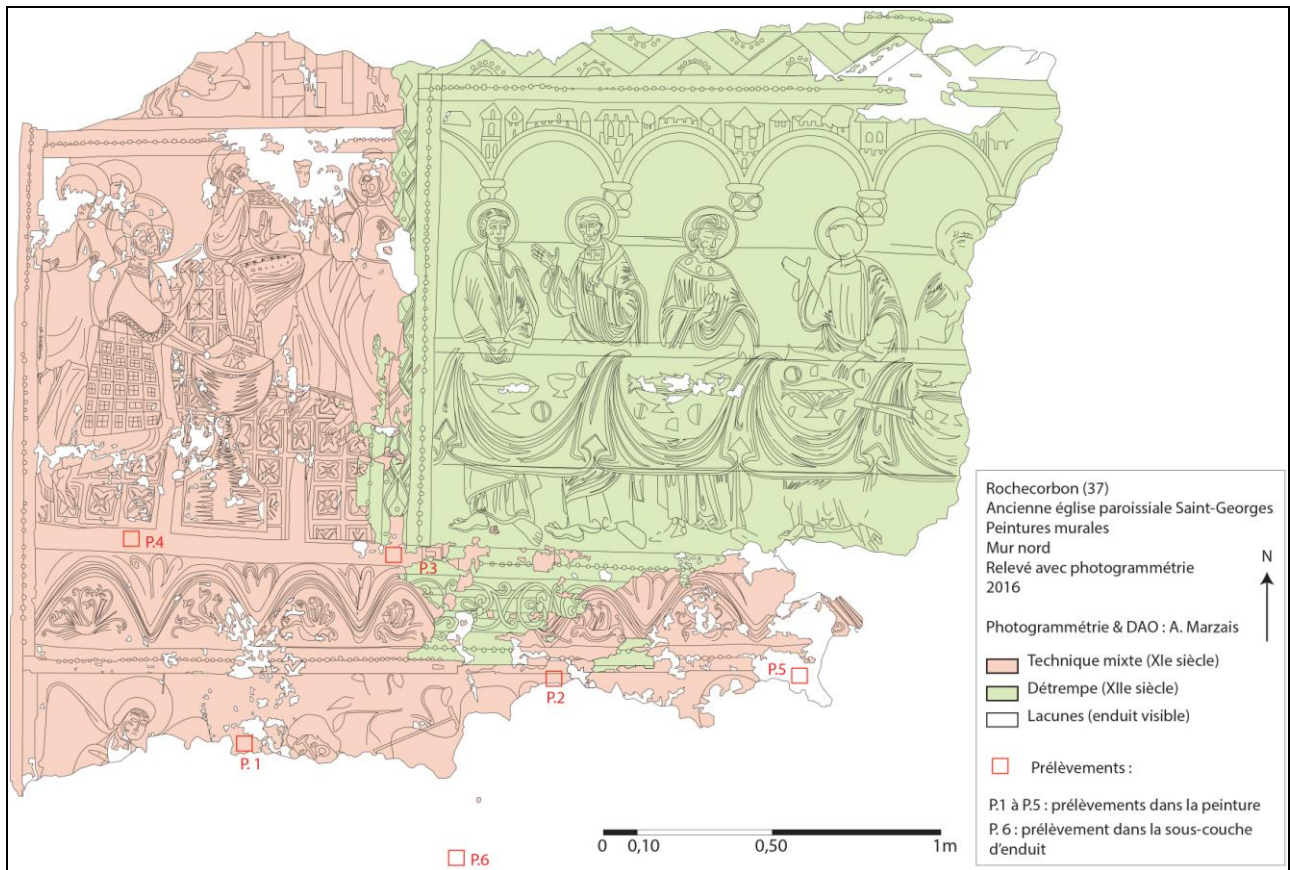 P.4
P.3
P.5
P.2
P. 1
P.6
0 0,10 0,50 1m
Rochecorbon (37)
Ancienne église paroissiale Saint-Georges
Peintures murales
Mur nord
Relevé avec photogrammétrie
2016
N
Photogrammétrie & DAO : A. Marzais
Technique mixte (XIe siècle)
Détrempe (XIIe siècle)
Lacunes (enduit visible)
Prélèvements :
P.1 à P.5 : prélèvements dans la peinture
P. 6 : prélèvement dans la sous-couche
d'enduit